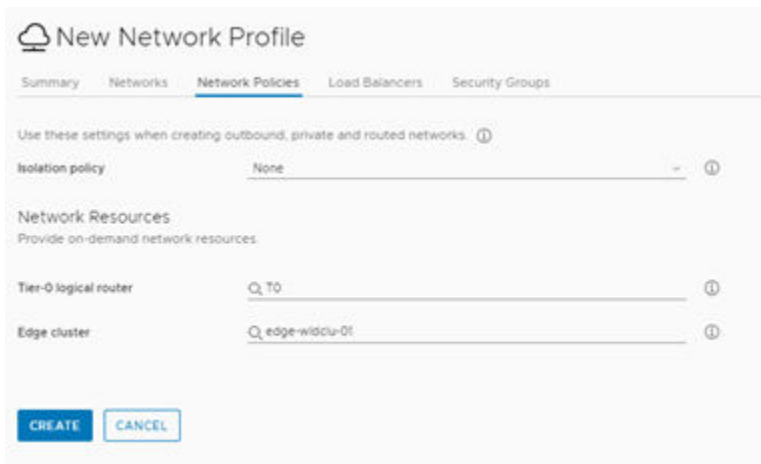 New Network Profile
Summary Networks Network Policies Load Balancers Security Groups
Use these settings when creating outbound, private and routed networks.
Isolation policy None
Network Resources
Provide on-demand network resources.
Tier-0 logical router T0
Edge cluster edge-wldclu-01
CREATE CANCEL